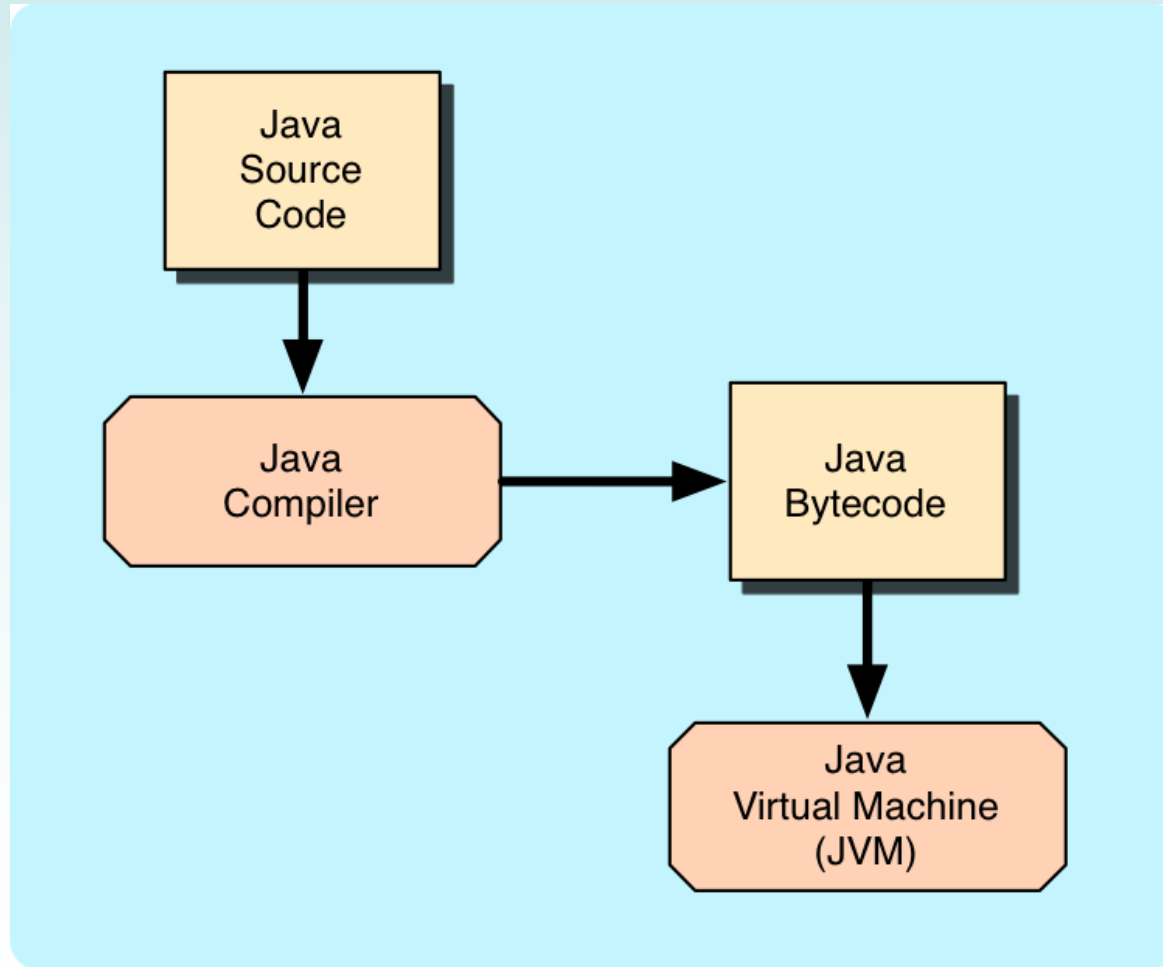 Java
Source
Code
Java
Compiler
Java
Bytecode
Java
Virtual Machine
(JVM)